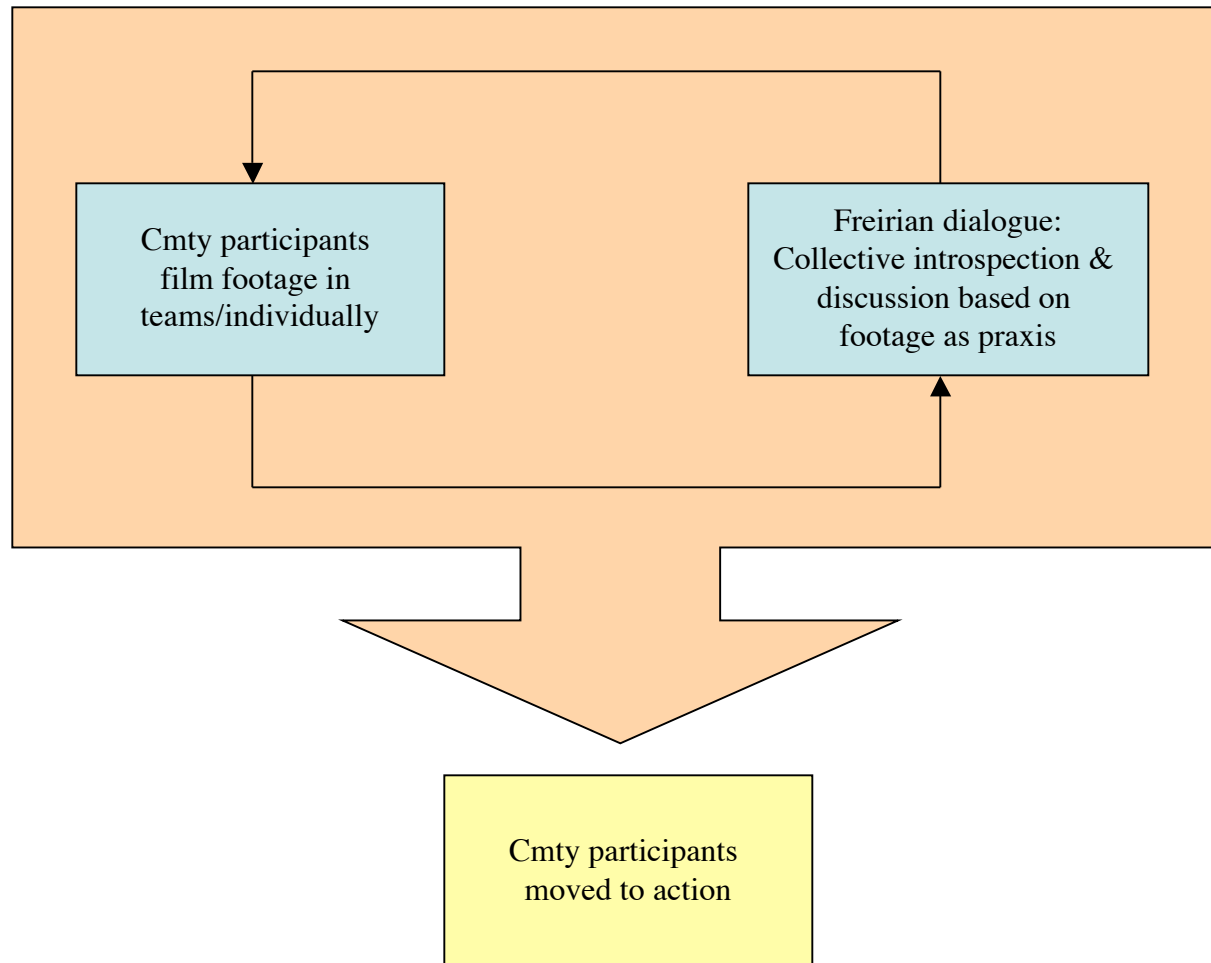 Cmty participants
film footage in
teams/individually
Freirian dialogue:
Collective introspection &
discussion based on
footage as praxis
Cmty participants
moved to action